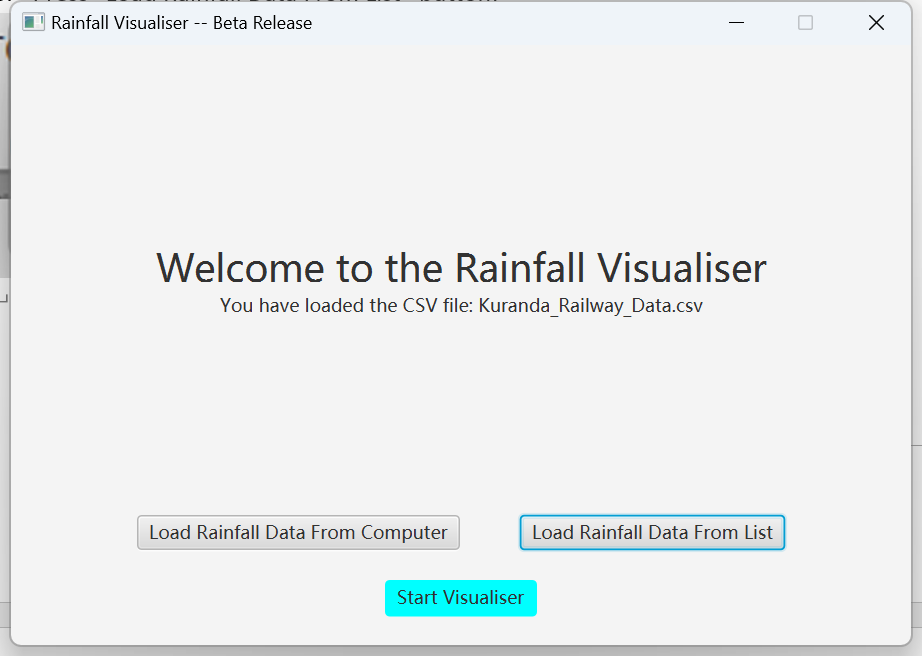 Rainfall Visualiser -- Beta Release
Welcome to the Rainfall Visualiser
You have loaded the CSV file: Kuranda_Railway_Data.csv
Load Rainfall Data From Computer
Load Rainfall Data From List
Start Visualiser